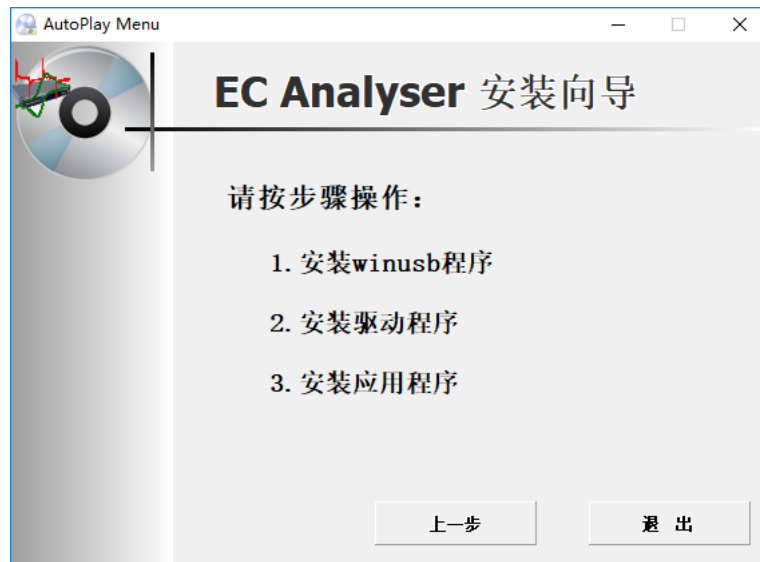 AutoPlay Menu
EC Analyser 安装向导
请按步骤操作：
1. 安装winusb程序
2. 安装驱动程序
3. 安装应用程序
上一步
退 出